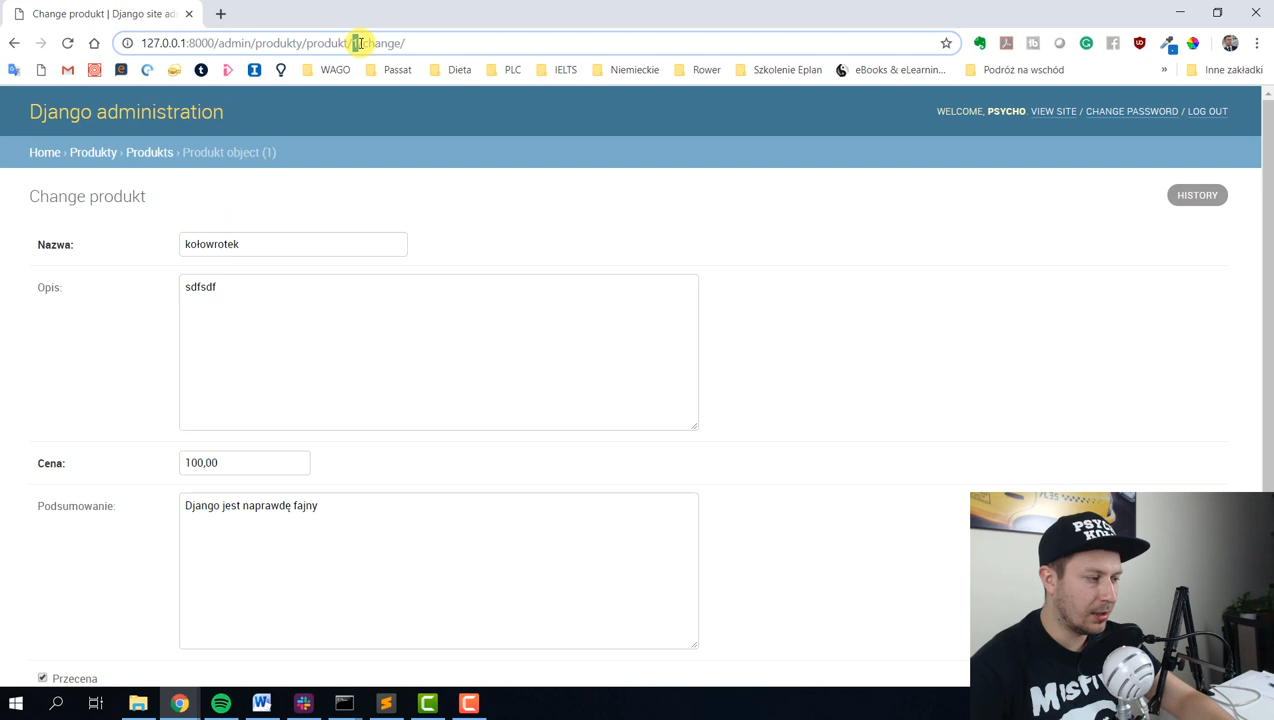 Change produkt | Django site adm
127.0.0.1:8000/admin/produkty/produkt/1/change/
WAGO
Passat
Dieta
PLC
IELTS
Niemieckie
Rower
Szkolenie Eplan
eBooks & eLearnin...
Podróż na wschód
»
Inne zakładki
Django administration
WELCOME, PSYCHO. VIEW SITE / CHANGE PASSWORD / LOG OUT
Home › Produkty › Produkts › Produkt object (1)
Change produkt
HISTORY
Nazwa:
kołowrotek
Opis:
sdfsdf
Cena:
100,00
Podsumowanie:
Django jest naprawdę fajny
Przecena